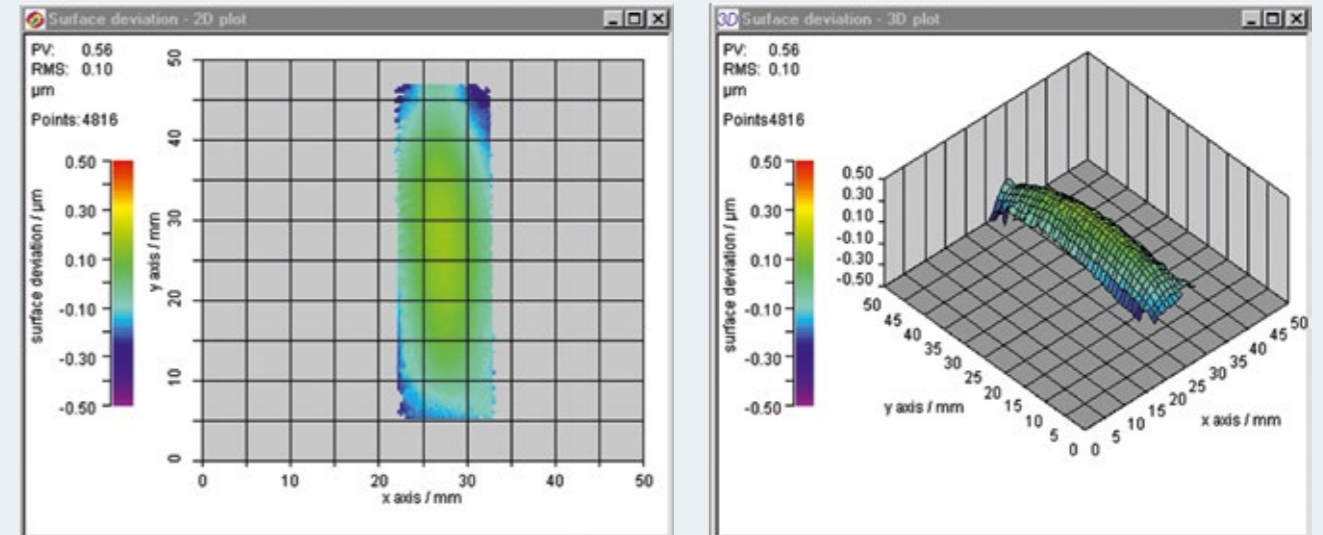 Surface deviation - 2D plot
PV: 0.56
RMS: 0.10
µm
Points: 4816
0.50
0.30
0.10
-0.10
-0.30
-0.50
surface deviation / µm
50
40
30
20
10
0
y axis / mm
0 10 20 30 40 50
x axis / mm
3D Surface deviation - 3D plot
PV: 0.56
RMS: 0.10
µm
Points4816
0.50
0.30
0.10
-0.10
-0.30
-0.50
surface deviation / µm
0.50
0.30
0.10
-0.10
-0.30
-0.50
50 45 40 35 30 25 20 15 10 5 0
y axis / mm
0 5 10 15 20 25 30 35 40 45 50
x axis / mm